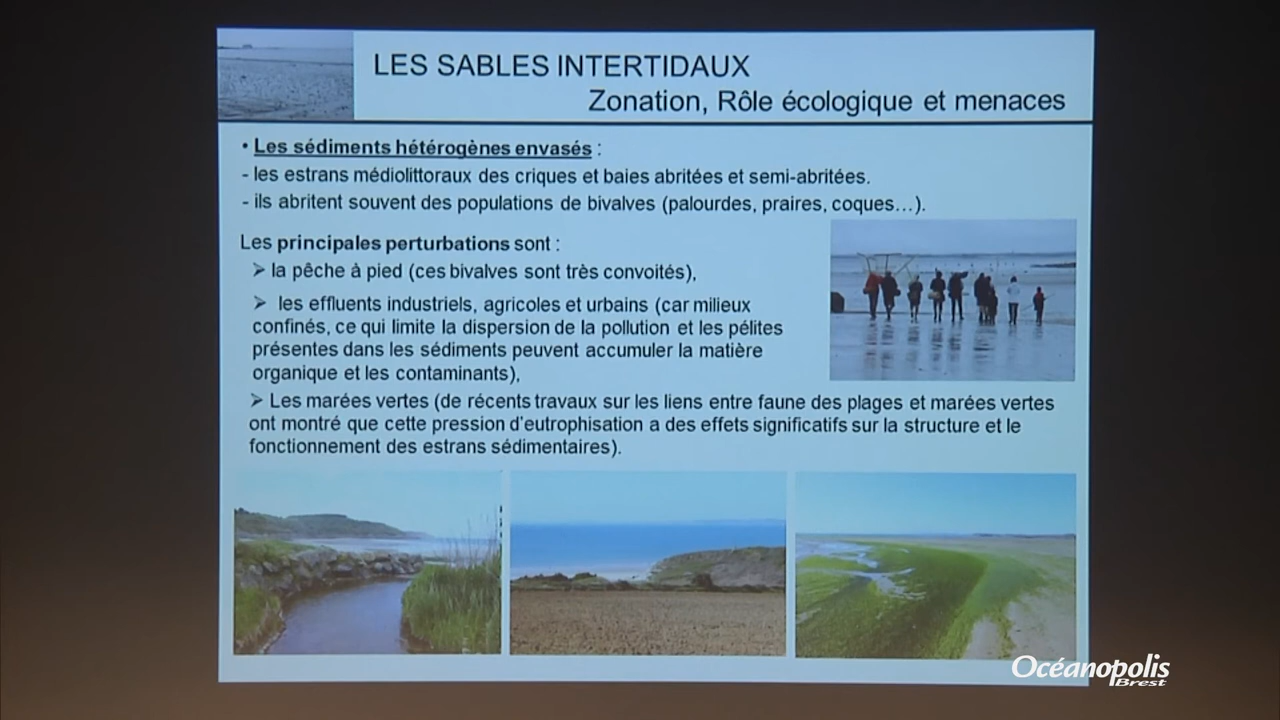 LES SABLES INTERTIDAUX
Zonation, Rôle écologique et menaces
• Les sédiments hétérogènes envasés :
- les estrans médiolittoraux des criques et baies abritées et semi-abritées.
- ils abritent souvent des populations de bivalves (palourdes, praires, coques…).
Les principales perturbations sont :
➢ la pêche à pied (ces bivalves sont très convoités),
➢ les effluents industriels, agricoles et urbains (car milieux
confinés, ce qui limite la dispersion de la pollution et les pélites
présentes dans les sédiments peuvent accumuler la matière
organique et les contaminants),
➢ Les marées vertes (de récents travaux sur les liens entre faune des plages et marées vertes
ont montré que cette pression d'eutrophisation a des effets significatifs sur la structure et le
fonctionnement des estrans sédimentaires).
Océanopolis
Brest